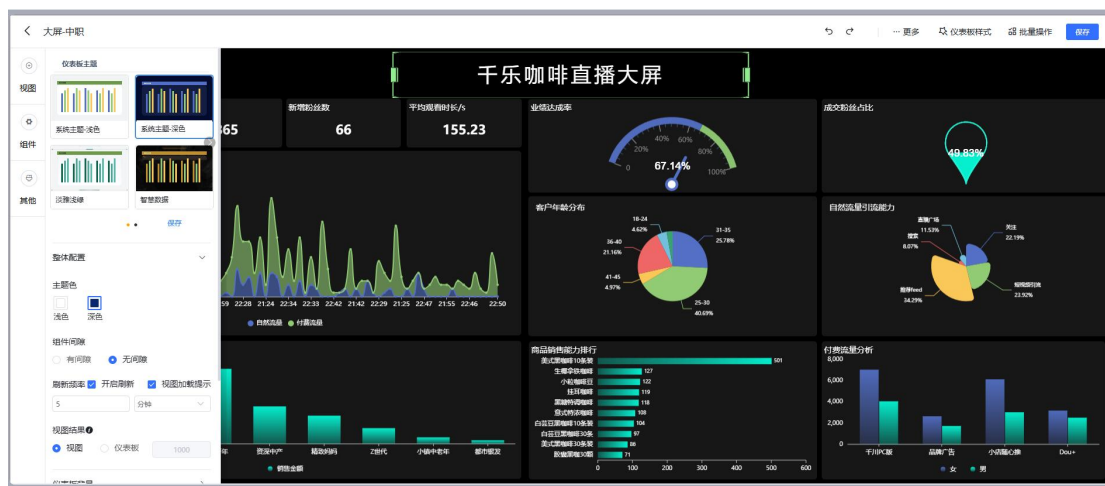 大屏-中职
… 更多
仪表板样式
批量操作
保存
视图
组件
其他
仪表板主题
系统主题-浅色
系统主题-深色
淡雅浅绿
智慧数据
保存
整体配置
主题色
浅色
深色
组件间隙
有间隙
无间隙
刷新频率
开启刷新
视图加载提示
5
分钟
视图结果
视图
仪表板
1000
千乐咖啡直播大屏
365
新增粉丝数
66
平均观看时长/s
155.23
59 22:28 21:24 22:34 22:33 22:42 21:42 22:29 21:25 22:47 21:55 22:46 22:50
自然流量
付费流量
年
资深中产
精致妈妈
Z世代
小镇中老年
都市银发
销售金额
业绩达成率
0
20%
40%
60%
80%
100%
67.14%
成交粉丝占比
49.83%
客户年龄分布
18-24
4.62%
31-35
25.78%
36-40
21.16%
41-45
4.97%
25-30
40.69%
自然流量引流能力
直播广场
11.53%
关注
22.19%
搜索
8.07%
推荐feed
34.29%
短视频引流
23.92%
商品销售能力排行
美式黑咖啡10条装
501
生椰拿铁咖啡
127
小粒咖啡豆
122
挂耳咖啡
119
黑糖特调咖啡
118
意式特浓咖啡
108
白芸豆黑咖啡10条装
104
白芸豆黑咖啡30条
97
美式黑咖啡30条装
86
71
0 100 200 300 400 500 600
付费流量分析
8,000
6,000
4,000
2,000
0
千川PC版
品牌广告
小店随心推
Dou+
女
男